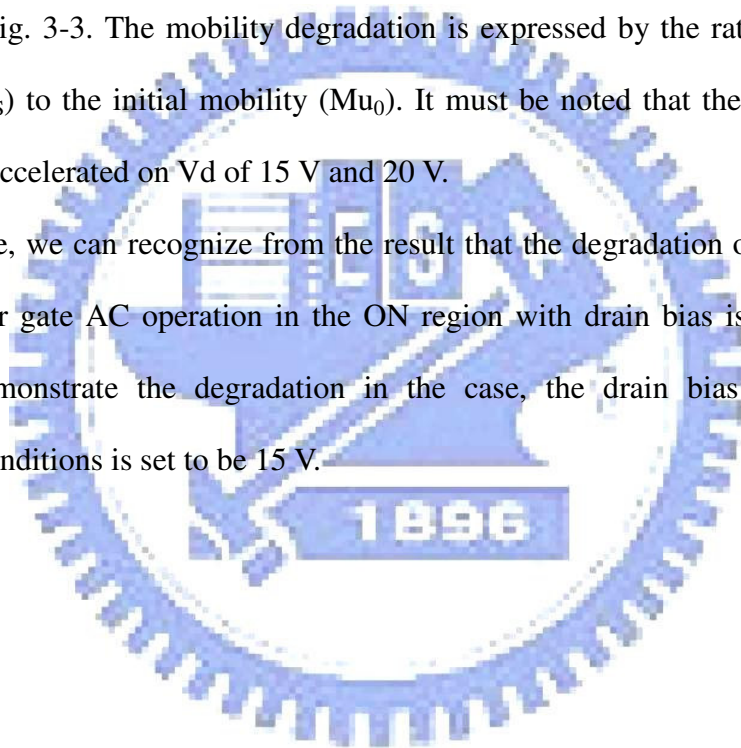 ig. 3-3. The mobility degradation is expressed by the rat
s) to the initial mobility (Mu0). It must be noted that the
ccelerated on Vd of 15 V and 20 V.
e, we can recognize from the result that the degradation o
r gate AC operation in the ON region with drain bias is
monstrate the degradation in the case, the drain bias
nditions is set to be 15 V.
E S
1896